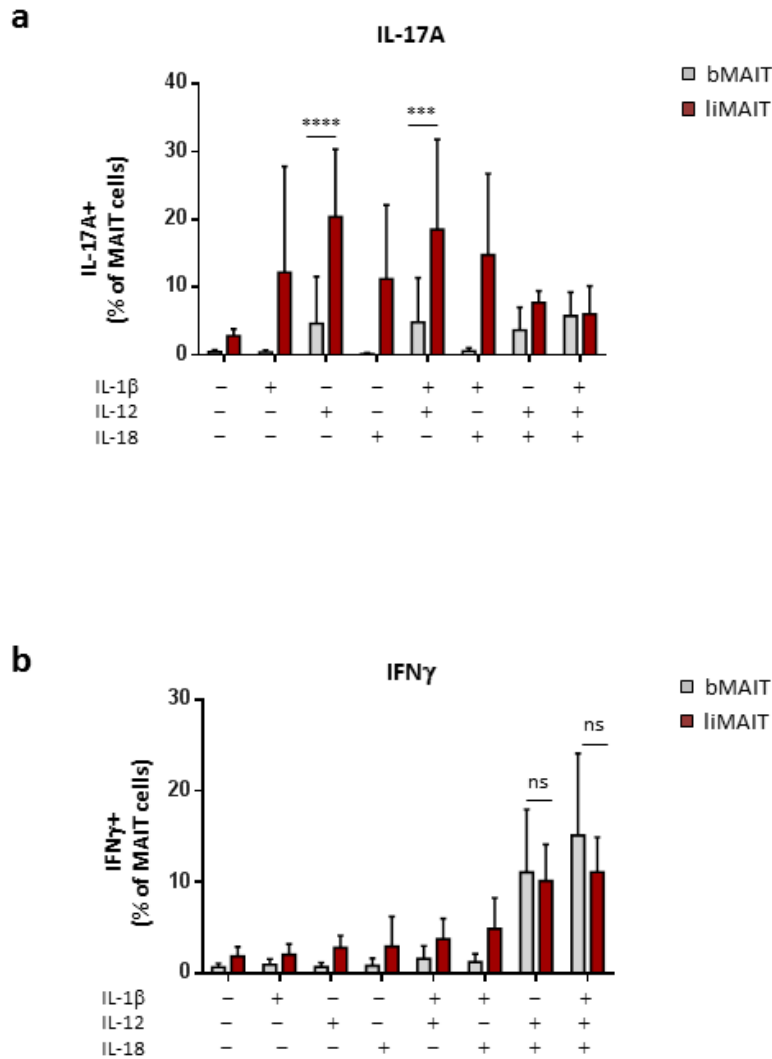 a
IL-17A
bMAIT
liMAIT
IL-17A+
(% of MAIT cells)
40
30
20
10
0
**** ***
IL-1β – + – – + + – +
IL-12 – – + – + – + +
IL-18 – – – + – + + +
b
IFNγ
bMAIT
liMAIT
IFNγ+
(% of MAIT cells)
30
20
10
0
ns
ns
IL-1β – + – – + + – +
IL-12 – – + – + – + +
IL-18 – – – + – + + +